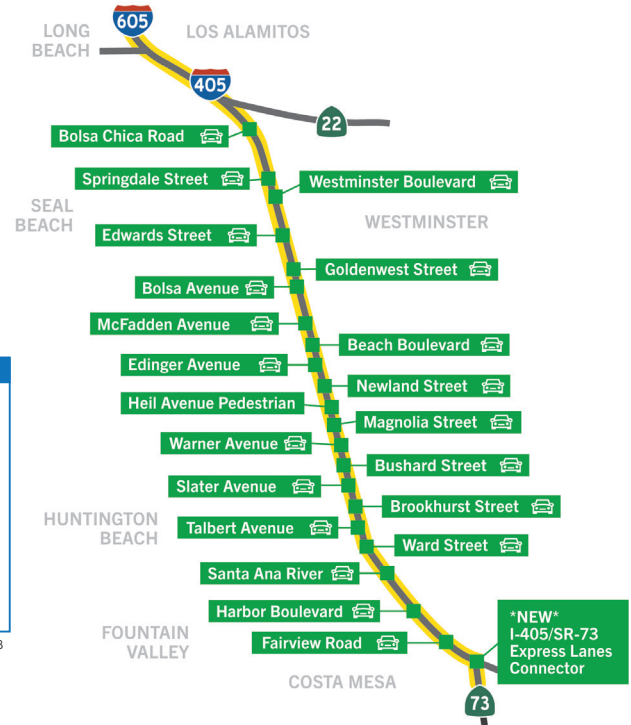 605
LONG
BEACH
LOS ALAMITOS
405
22
Bolsa Chica Road
Springdale Street
Westminster Boulevard
SEAL
BEACH
WESTMINSTER
Edwards Street
Goldenwest Street
Bolsa Avenue
McFadden Avenue
Beach Boulevard
Edinger Avenue
Newland Street
Heil Avenue Pedestrian
Magnolia Street
Warner Avenue
Bushard Street
Slater Avenue
Brookhurst Street
HUNTINGTON
BEACH
Talbert Avenue
Ward Street
Santa Ana River
Harbor Boulevard
*NEW*
I-405/SR-73
Express Lanes
Connector
FOUNTAIN
VALLEY
Fairview Road
COSTA MESA
73